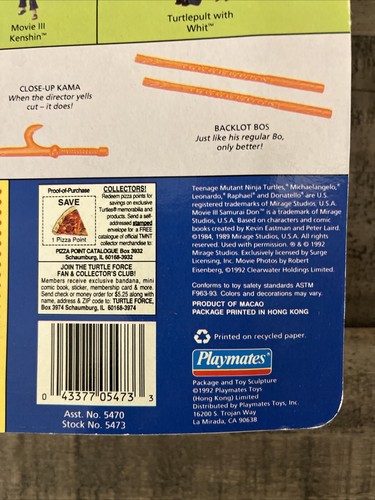 Movie III
Kenshin™
Turtlepult with
Whit™
CLOSE-UP KAMA
When the director yells
cut – it does!
BACKLOT BOS
Just like his regular Bo,
only better!
Proof-of-Purchase
SAVE
1 Pizza Point
COLLECTORS!
Redeem pizza points for
savings on exclusive
Turtle® memorabilia and
products. Send a self-
addressed stamped
envelope for a FREE
catalogue of official TMNT
collector merchandise to:
PIZZA POINT CATALOGUE Box 3932
Schaumburg, IL 60168-3932
JOIN THE TURTLE FORCE
FAN & COLLECTOR'S CLUB!
Members receive exclusive bandana, mini
comic book, sticker, membership card & more.
Send check or money order for $5.25 along with
name, address & ZIP code to: TURTLE FORCE,
Box 3974 Schaumburg, IL 60168-3974
0 43377 05473 3
Asst. No. 5470
Stock No. 5473
Teenage Mutant Ninja Turtles,® Michaelangelo,®
Leonardo,® Raphael® and Donatello® are U.S.
registered trademarks of Mirage Studios, U.S.A.
Movie III Samurai Don™ is a trademark of Mirage
Studios, U.S.A. Based on characters and comic
books created by Kevin Eastman and Peter Laird.
©1984, 1989 Mirage Studios, U.S.A. All rights
reserved. Used with permission. ® & © 1992
Mirage Studios. Exclusively licensed by Surge
Licensing, Inc. Movie Photos by Robert
Eisenberg, ©1992 Clearwater Holdings Limited.
Conforms to toy safety standards ASTM
F963-93. Colors and decorations may vary.
PRODUCT OF MACAO
PACKAGE PRINTED IN HONG KONG
Printed on recycled paper.
Playmates®
Package and Toy Sculpture
©1992 Playmates Toys
(Hong Kong) Limited
Distributed by Playmates Toys, Inc.
16200 S. Trojan Way
La Mirada, CA 90638